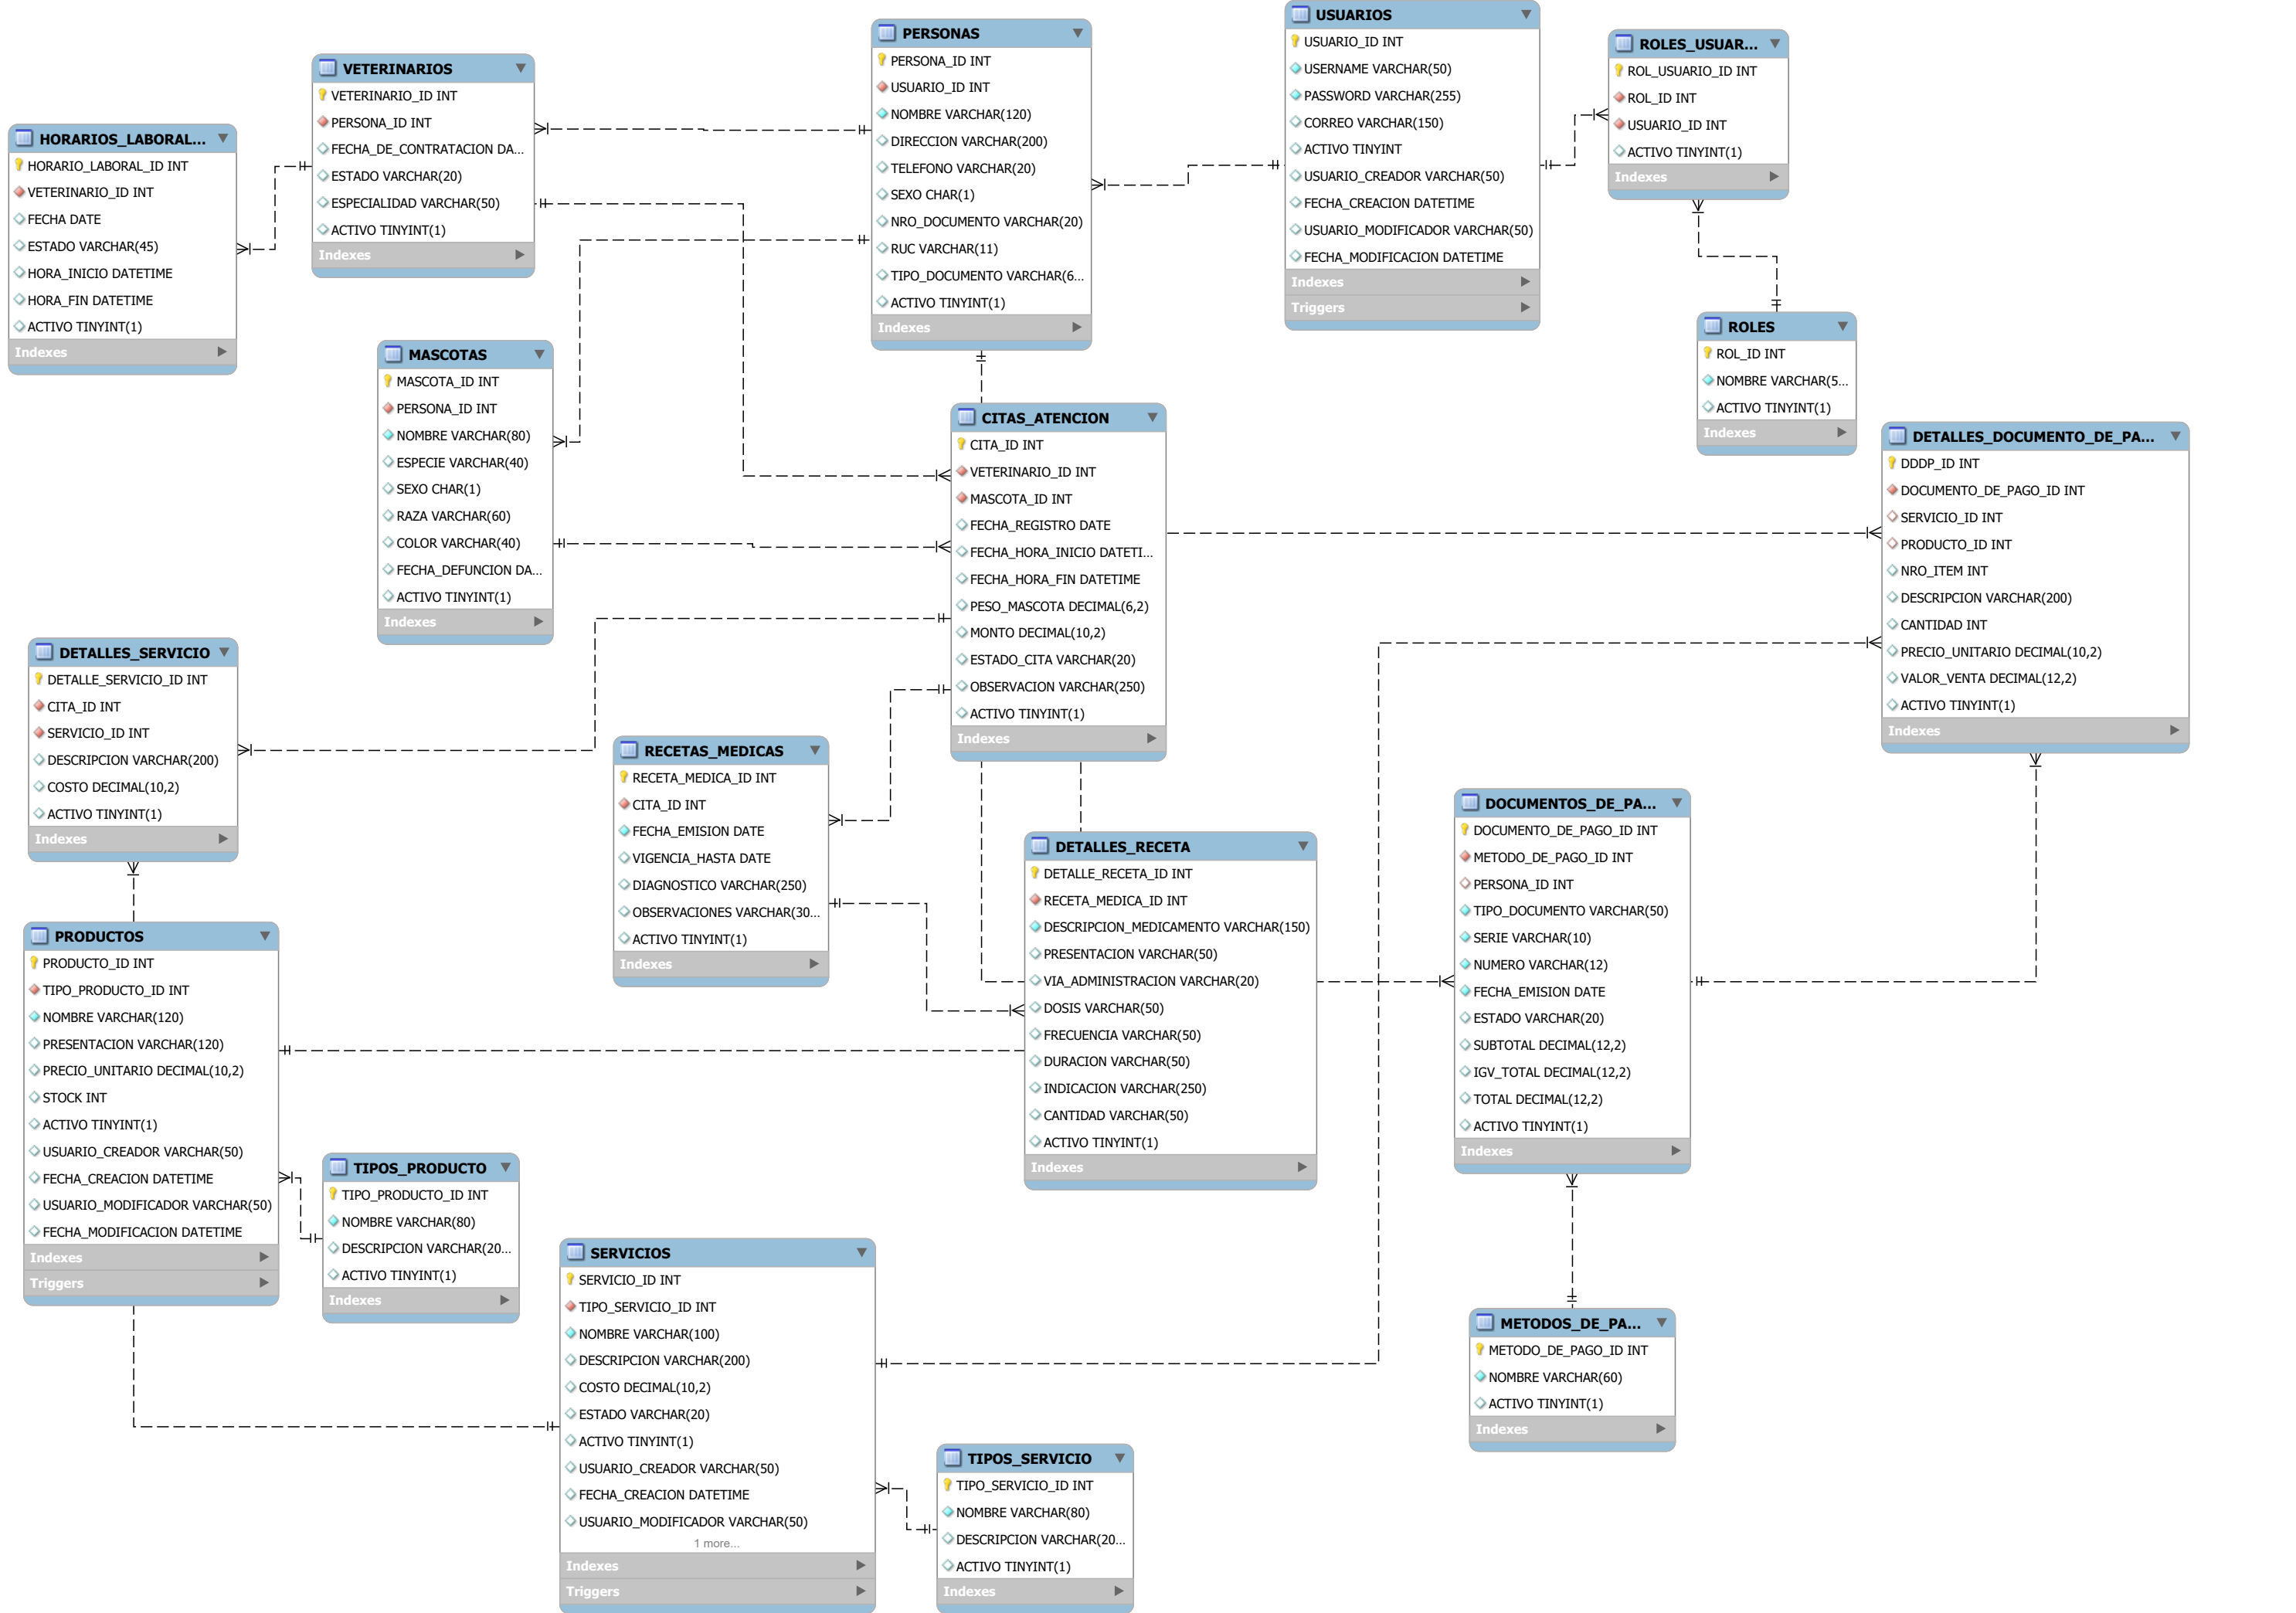 HORARIOS_LABORAL...
HORARIO_LABORAL_ID INT
VETERINARIO_ID INT
FECHA DATE
ESTADO VARCHAR(45)
HORA_INICIO DATETIME
HORA_FIN DATETIME
ACTIVO TINYINT(1)
Indexes
VETERINARIOS
VETERINARIO_ID INT
PERSONA_ID INT
FECHA_DE_CONTRATACION DA...
ESTADO VARCHAR(20)
ESPECIALIDAD VARCHAR(50)
ACTIVO TINYINT(1)
Indexes
PERSONAS
PERSONA_ID INT
USUARIO_ID INT
NOMBRE VARCHAR(120)
DIRECCION VARCHAR(200)
TELEFONO VARCHAR(20)
SEXO CHAR(1)
NRO_DOCUMENTO VARCHAR(20)
RUC VARCHAR(11)
TIPO_DOCUMENTO VARCHAR(6...
ACTIVO TINYINT(1)
Indexes
USUARIOS
USUARIO_ID INT
USERNAME VARCHAR(50)
PASSWORD VARCHAR(255)
CORREO VARCHAR(150)
ACTIVO TINYINT
USUARIO_CREADOR VARCHAR(50)
FECHA_CREACION DATETIME
USUARIO_MODIFICADOR VARCHAR(50)
FECHA_MODIFICACION DATETIME
Indexes
Triggers
ROLES_USUAR...
ROL_USUARIO_ID INT
ROL_ID INT
USUARIO_ID INT
ACTIVO TINYINT(1)
Indexes
ROLES
ROL_ID INT
NOMBRE VARCHAR(5...
ACTIVO TINYINT(1)
Indexes
MASCOTAS
MASCOTA_ID INT
PERSONA_ID INT
NOMBRE VARCHAR(80)
ESPECIE VARCHAR(40)
SEXO CHAR(1)
RAZA VARCHAR(60)
COLOR VARCHAR(40)
FECHA_DEFUNCION DA...
ACTIVO TINYINT(1)
Indexes
CITAS_ATENCION
CITA_ID INT
VETERINARIO_ID INT
MASCOTA_ID INT
FECHA_REGISTRO DATE
FECHA_HORA_INICIO DATETI...
FECHA_HORA_FIN DATETIME
PESO_MASCOTA DECIMAL(6,2)
MONTO DECIMAL(10,2)
ESTADO_CITA VARCHAR(20)
OBSERVACION VARCHAR(250)
ACTIVO TINYINT(1)
Indexes
DETALLES_DOCUMENTO_DE_PA...
DDDP_ID INT
DOCUMENTO_DE_PAGO_ID INT
SERVICIO_ID INT
PRODUCTO_ID INT
NRO_ITEM INT
DESCRIPCION VARCHAR(200)
CANTIDAD INT
PRECIO_UNITARIO DECIMAL(10,2)
VALOR_VENTA DECIMAL(12,2)
ACTIVO TINYINT(1)
Indexes
DETALLES_SERVICIO
DETALLE_SERVICIO_ID INT
CITA_ID INT
SERVICIO_ID INT
DESCRIPCION VARCHAR(200)
COSTO DECIMAL(10,2)
ACTIVO TINYINT(1)
Indexes
RECETAS_MEDICAS
RECETA_MEDICA_ID INT
CITA_ID INT
FECHA_EMISION DATE
VIGENCIA_HASTA DATE
DIAGNOSTICO VARCHAR(250)
OBSERVACIONES VARCHAR(30...
ACTIVO TINYINT(1)
Indexes
DETALLES_RECETA
DETALLE_RECETA_ID INT
RECETA_MEDICA_ID INT
DESCRIPCION_MEDICAMENTO VARCHAR(150)
PRESENTACION VARCHAR(50)
VIA_ADMINISTRACION VARCHAR(20)
DOSIS VARCHAR(50)
FRECUENCIA VARCHAR(50)
DURACION VARCHAR(50)
INDICACION VARCHAR(250)
CANTIDAD VARCHAR(50)
ACTIVO TINYINT(1)
Indexes
DOCUMENTOS_DE_PA...
DOCUMENTO_DE_PAGO_ID INT
METODO_DE_PAGO_ID INT
PERSONA_ID INT
TIPO_DOCUMENTO VARCHAR(50)
SERIE VARCHAR(10)
NUMERO VARCHAR(12)
FECHA_EMISION DATE
ESTADO VARCHAR(20)
SUBTOTAL DECIMAL(12,2)
IGV_TOTAL DECIMAL(12,2)
TOTAL DECIMAL(12,2)
ACTIVO TINYINT(1)
Indexes
PRODUCTOS
PRODUCTO_ID INT
TIPO_PRODUCTO_ID INT
NOMBRE VARCHAR(120)
PRESENTACION VARCHAR(120)
PRECIO_UNITARIO DECIMAL(10,2)
STOCK INT
ACTIVO TINYINT(1)
USUARIO_CREADOR VARCHAR(50)
FECHA_CREACION DATETIME
USUARIO_MODIFICADOR VARCHAR(50)
FECHA_MODIFICACION DATETIME
Indexes
Triggers
TIPOS_PRODUCTO
TIPO_PRODUCTO_ID INT
NOMBRE VARCHAR(80)
DESCRIPCION VARCHAR(20...
ACTIVO TINYINT(1)
Indexes
SERVICIOS
SERVICIO_ID INT
TIPO_SERVICIO_ID INT
NOMBRE VARCHAR(100)
DESCRIPCION VARCHAR(200)
COSTO DECIMAL(10,2)
ESTADO VARCHAR(20)
ACTIVO TINYINT(1)
USUARIO_CREADOR VARCHAR(50)
FECHA_CREACION DATETIME
USUARIO_MODIFICADOR VARCHAR(50)
1 more...
Indexes
Triggers
TIPOS_SERVICIO
TIPO_SERVICIO_ID INT
NOMBRE VARCHAR(80)
DESCRIPCION VARCHAR(20...
ACTIVO TINYINT(1)
Indexes
METODOS_DE_PA...
METODO_DE_PAGO_ID INT
NOMBRE VARCHAR(60)
ACTIVO TINYINT(1)
Indexes